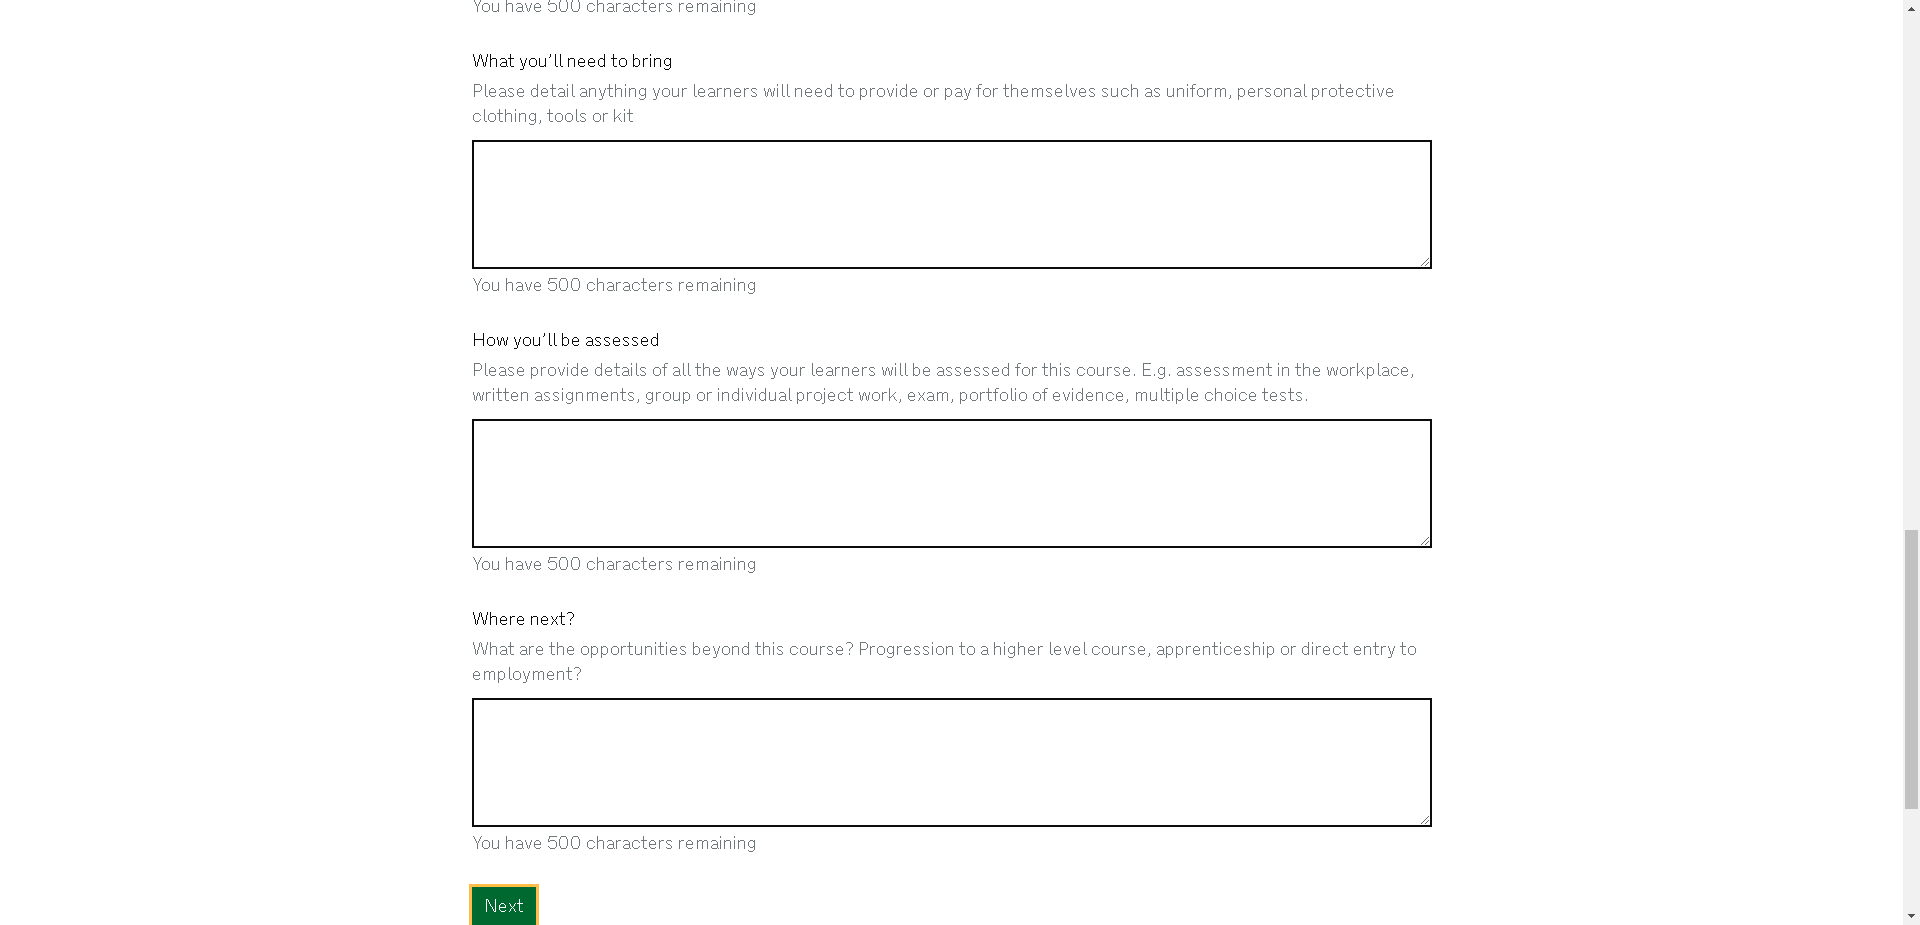 You have 500 characters remaining
What you'll need to bring
Please detail anything your learners will need to provide or pay for themselves such as uniform, personal protective
clothing, tools or kit
You have 500 characters remaining
How you'll be assessed
Please provide details of all the ways your learners will be assessed for this course. E.g. assessment in the workplace,
written assignments, group or individual project work, exam, portfolio of evidence, multiple choice tests.
You have 500 characters remaining
Where next?
What are the opportunities beyond this course? Progression to a higher level course, apprenticeship or direct entry to
employment?
You have 500 characters remaining
Next